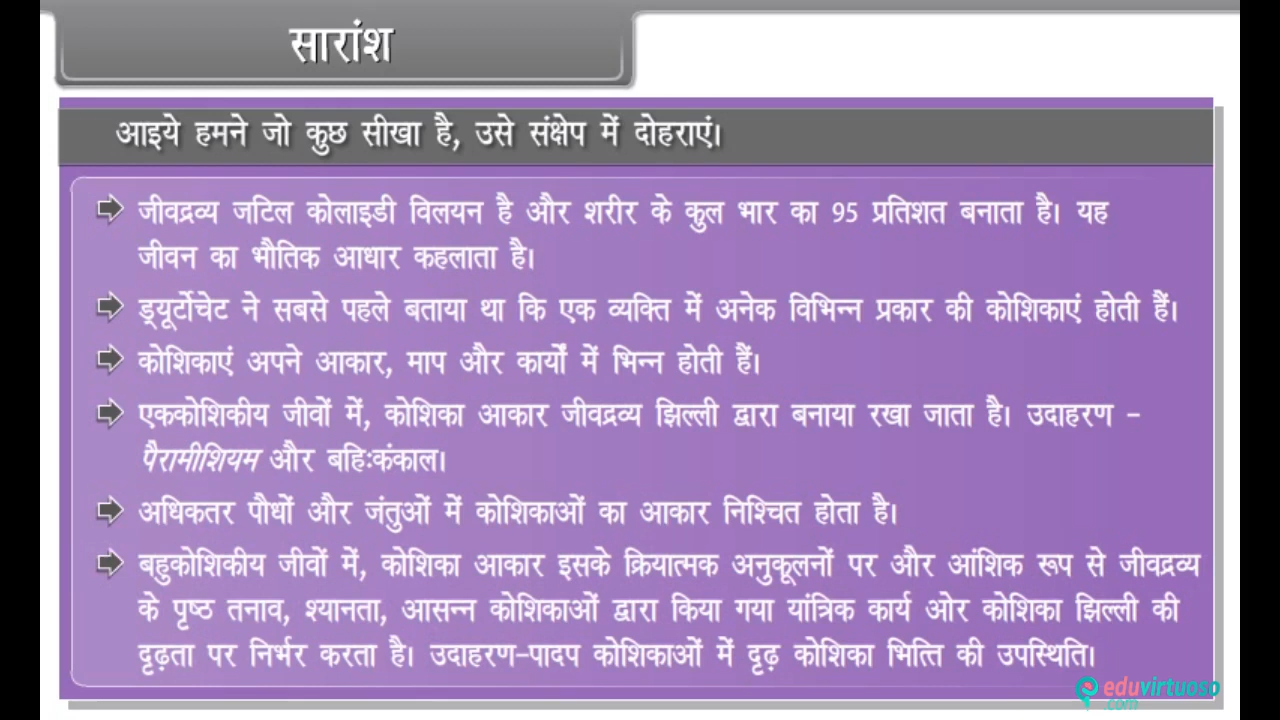 सारांश
आइये हमने जो कुछ सीखा है, उसे संक्षेप में दोहराएं।
जीवद्रव्य जटिल कोलाइडी विलयन है और शरीर के कुल भार का 95 प्रतिशत बनाता है। यह
जीवन का भौतिक आधार कहलाता है।
ड्यूर्टोचेट ने सबसे पहले बताया था कि एक व्यक्ति में अनेक विभिन्न प्रकार की कोशिकाएं होती हैं।
कोशिकाएं अपने आकार, माप और कार्यों में भिन्न होती हैं।
एककोशिकीय जीवों में, कोशिका आकार जीवद्रव्य झिल्ली द्वारा बनाया रखा जाता है। उदाहरण -
पैरामीशियम और बहिःकंकाल।
अधिकतर पौधों और जंतुओं में कोशिकाओं का आकार निश्चित होता है।
बहुकोशिकीय जीवों में, कोशिका आकार इसके क्रियात्मक अनुकूलनों पर और आंशिक रूप से जीवद्रव्य
के पृष्ठ तनाव, श्यानता, आसन्न कोशिकाओं द्वारा किया गया यांत्रिक कार्य ओर कोशिका झिल्ली की
दृढ़ता पर निर्भर करता है। उदाहरण-पादप कोशिकाओं में दृढ़ कोशिका भित्ति की उपस्थिति।
eduvirtuoso
.com